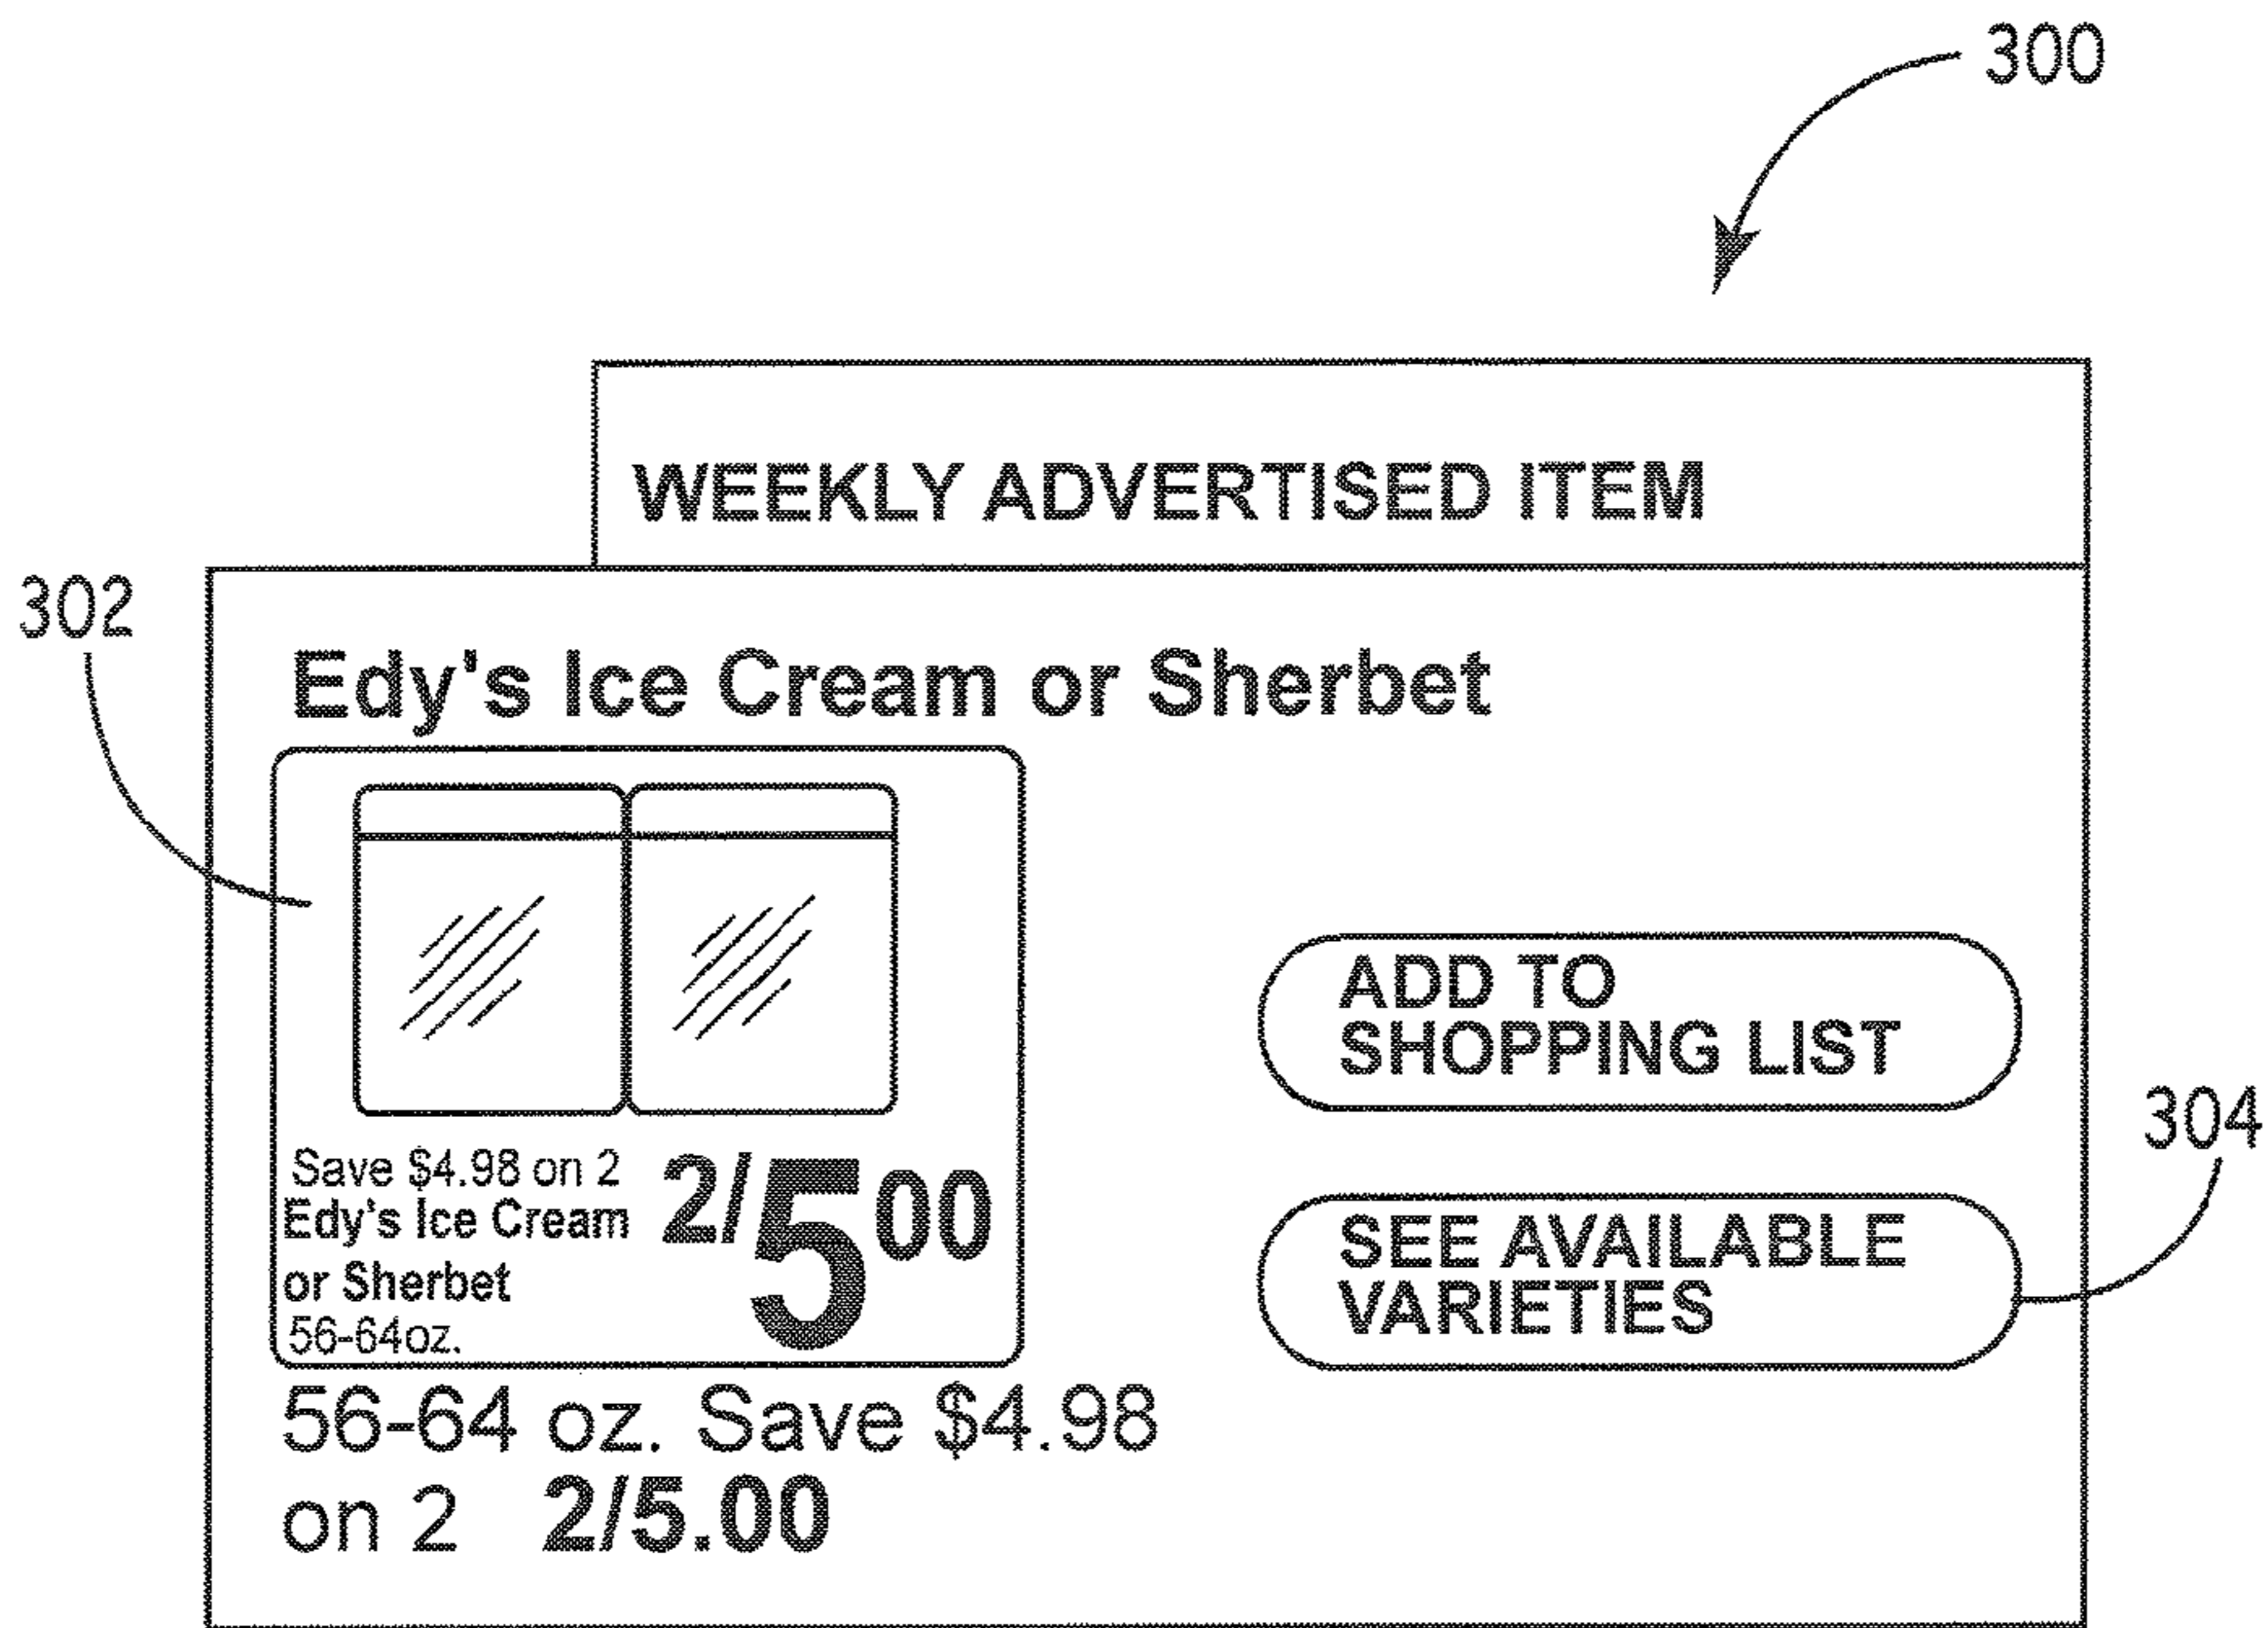 300
WEEKLY ADVERTISED ITEM
302
Edy's Ice Cream or Sherbet
ADD TO
SHOPPING LIST
304
Save $4.98 on 2
Edy's Ice Cream
or Sherbet
56-64oz.
2/5 00
SEE AVAILABLE
VARIETIES
56-64 oz. Save $4.98
on 2 2/5.00